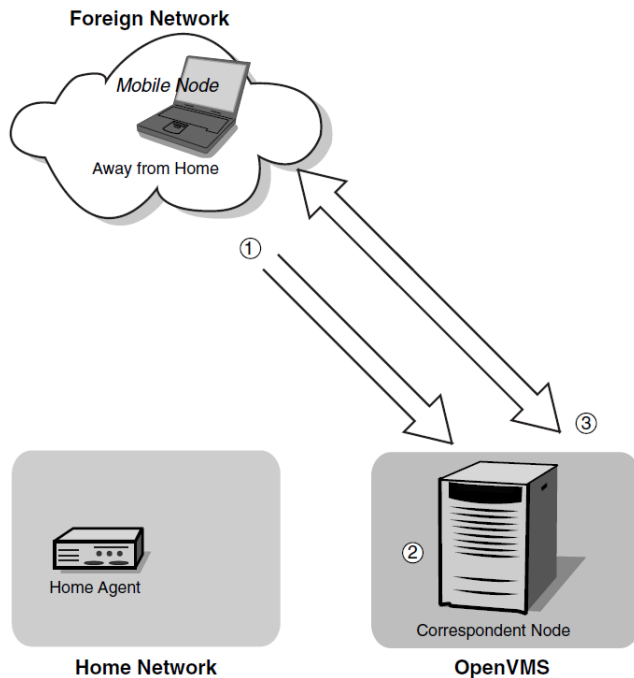 Foreign Network
Mobile Node
Away from Home
①
③
②
Home Agent
Correspondent Node
Home Network
OpenVMS